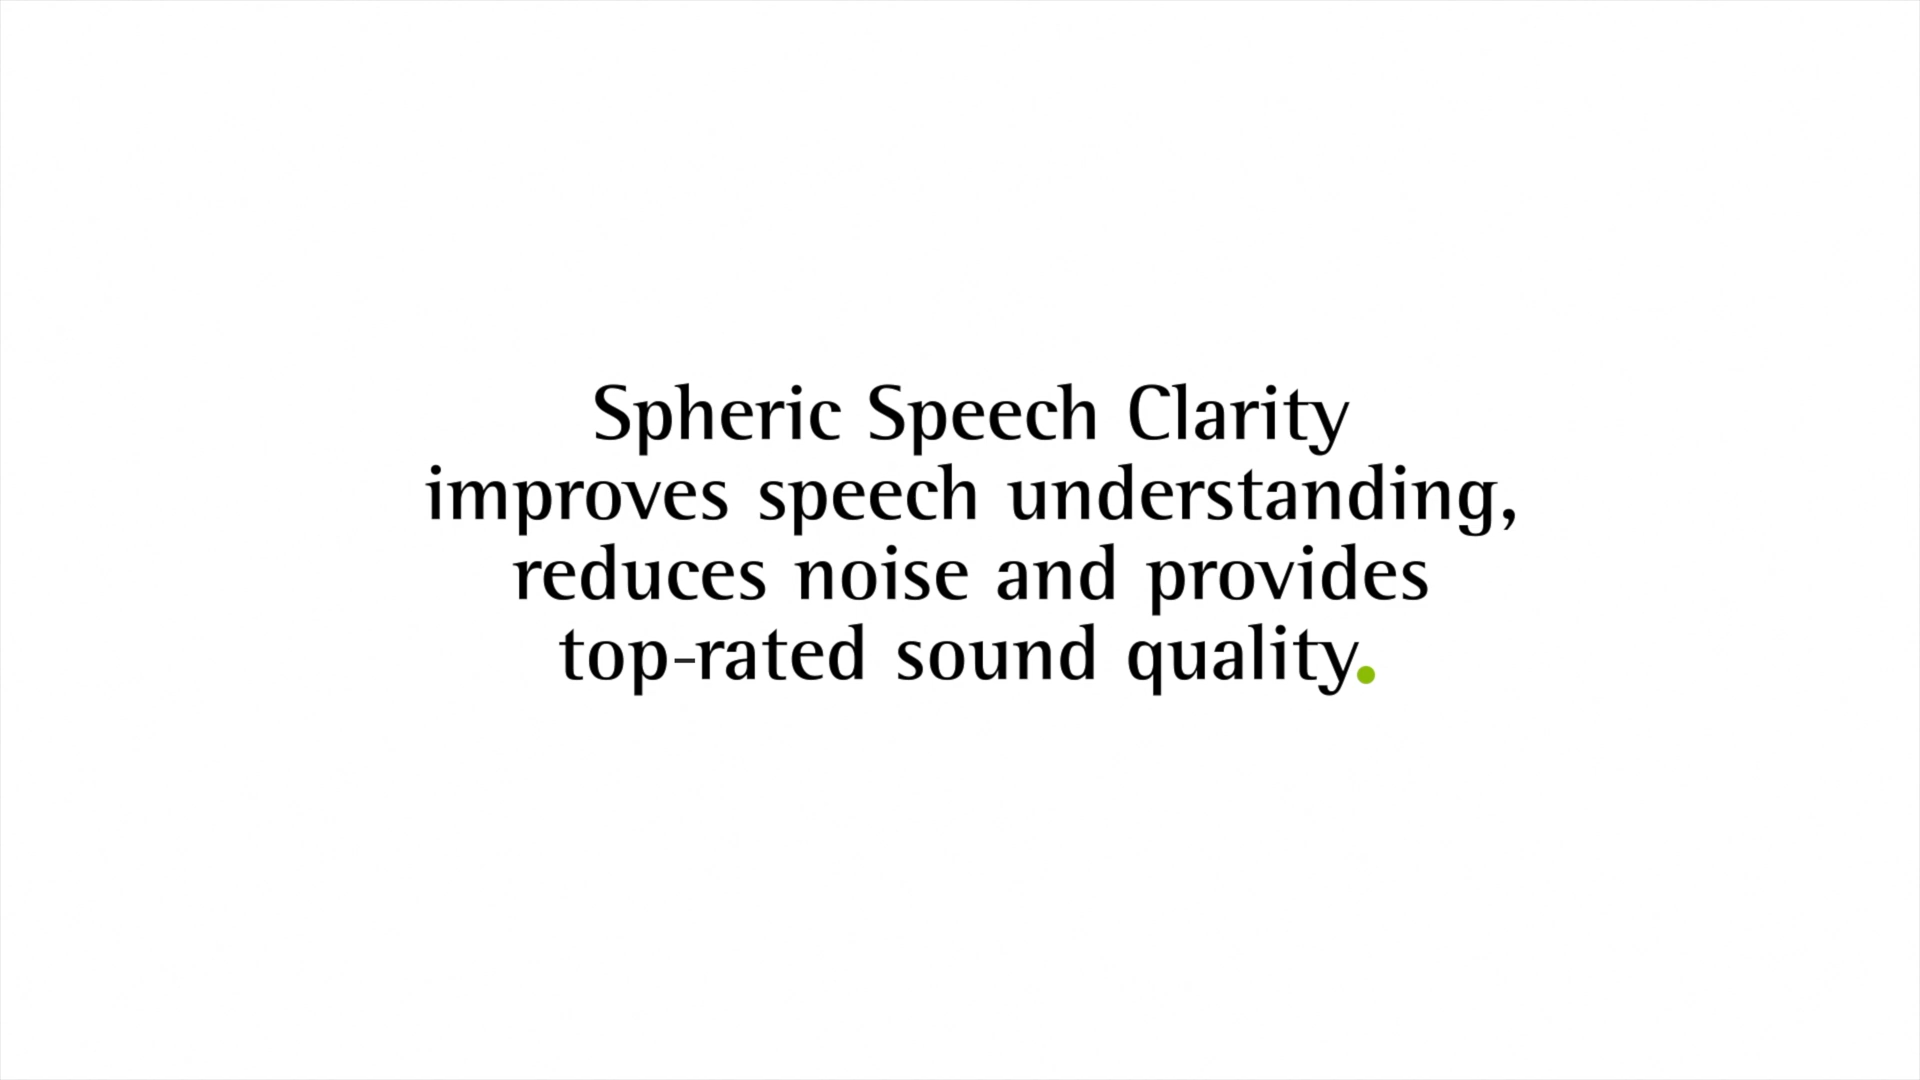 Spheric Speech Clarity
improves speech understanding,
reduces noise and provides
top-rated sound quality.